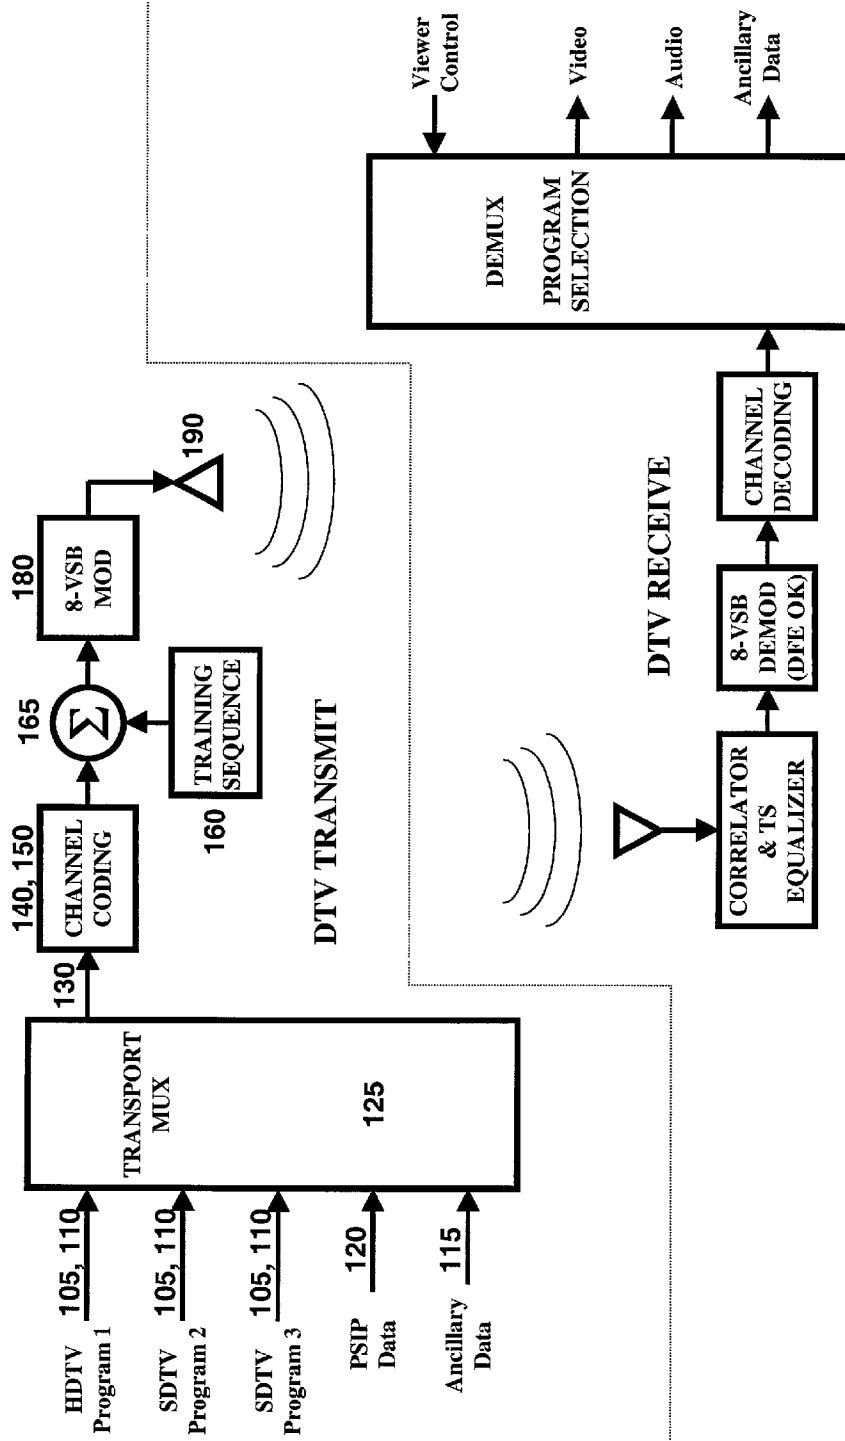 HDTV
Program 1
105, 110
SDTV
Program 2
105, 110
SDTV
Program 3
105, 110
PSIP
Data
120
Ancillary
Data
115
TRANSPORT
MUX
125
130
140, 150
CHANNEL
CODING
165
Σ
TRAINING
SEQUENCE
160
180
8-VSB
MOD
190
DTV TRANSMIT
DTV RECEIVE
CORRELATOR
& TS
EQUALIZER
8-VSB
DEMOD
(DFE OK)
CHANNEL
DECODING
DEMUX
PROGRAM
SELECTION
Viewer
Control
Video
Audio
Ancillary
Data